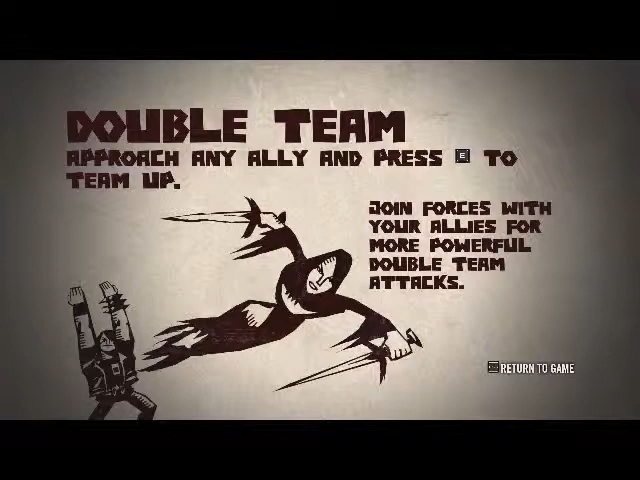 DOUBLE TEAM
APPROACH ANY ALLY AND PRESS E TO
TEAM UP.
JOIN FORCES WITH
YOUR ALLIES FOR
MORE POWERFUL
DOUBLE TEAM
ATTACKS.
RETURN TO GAME